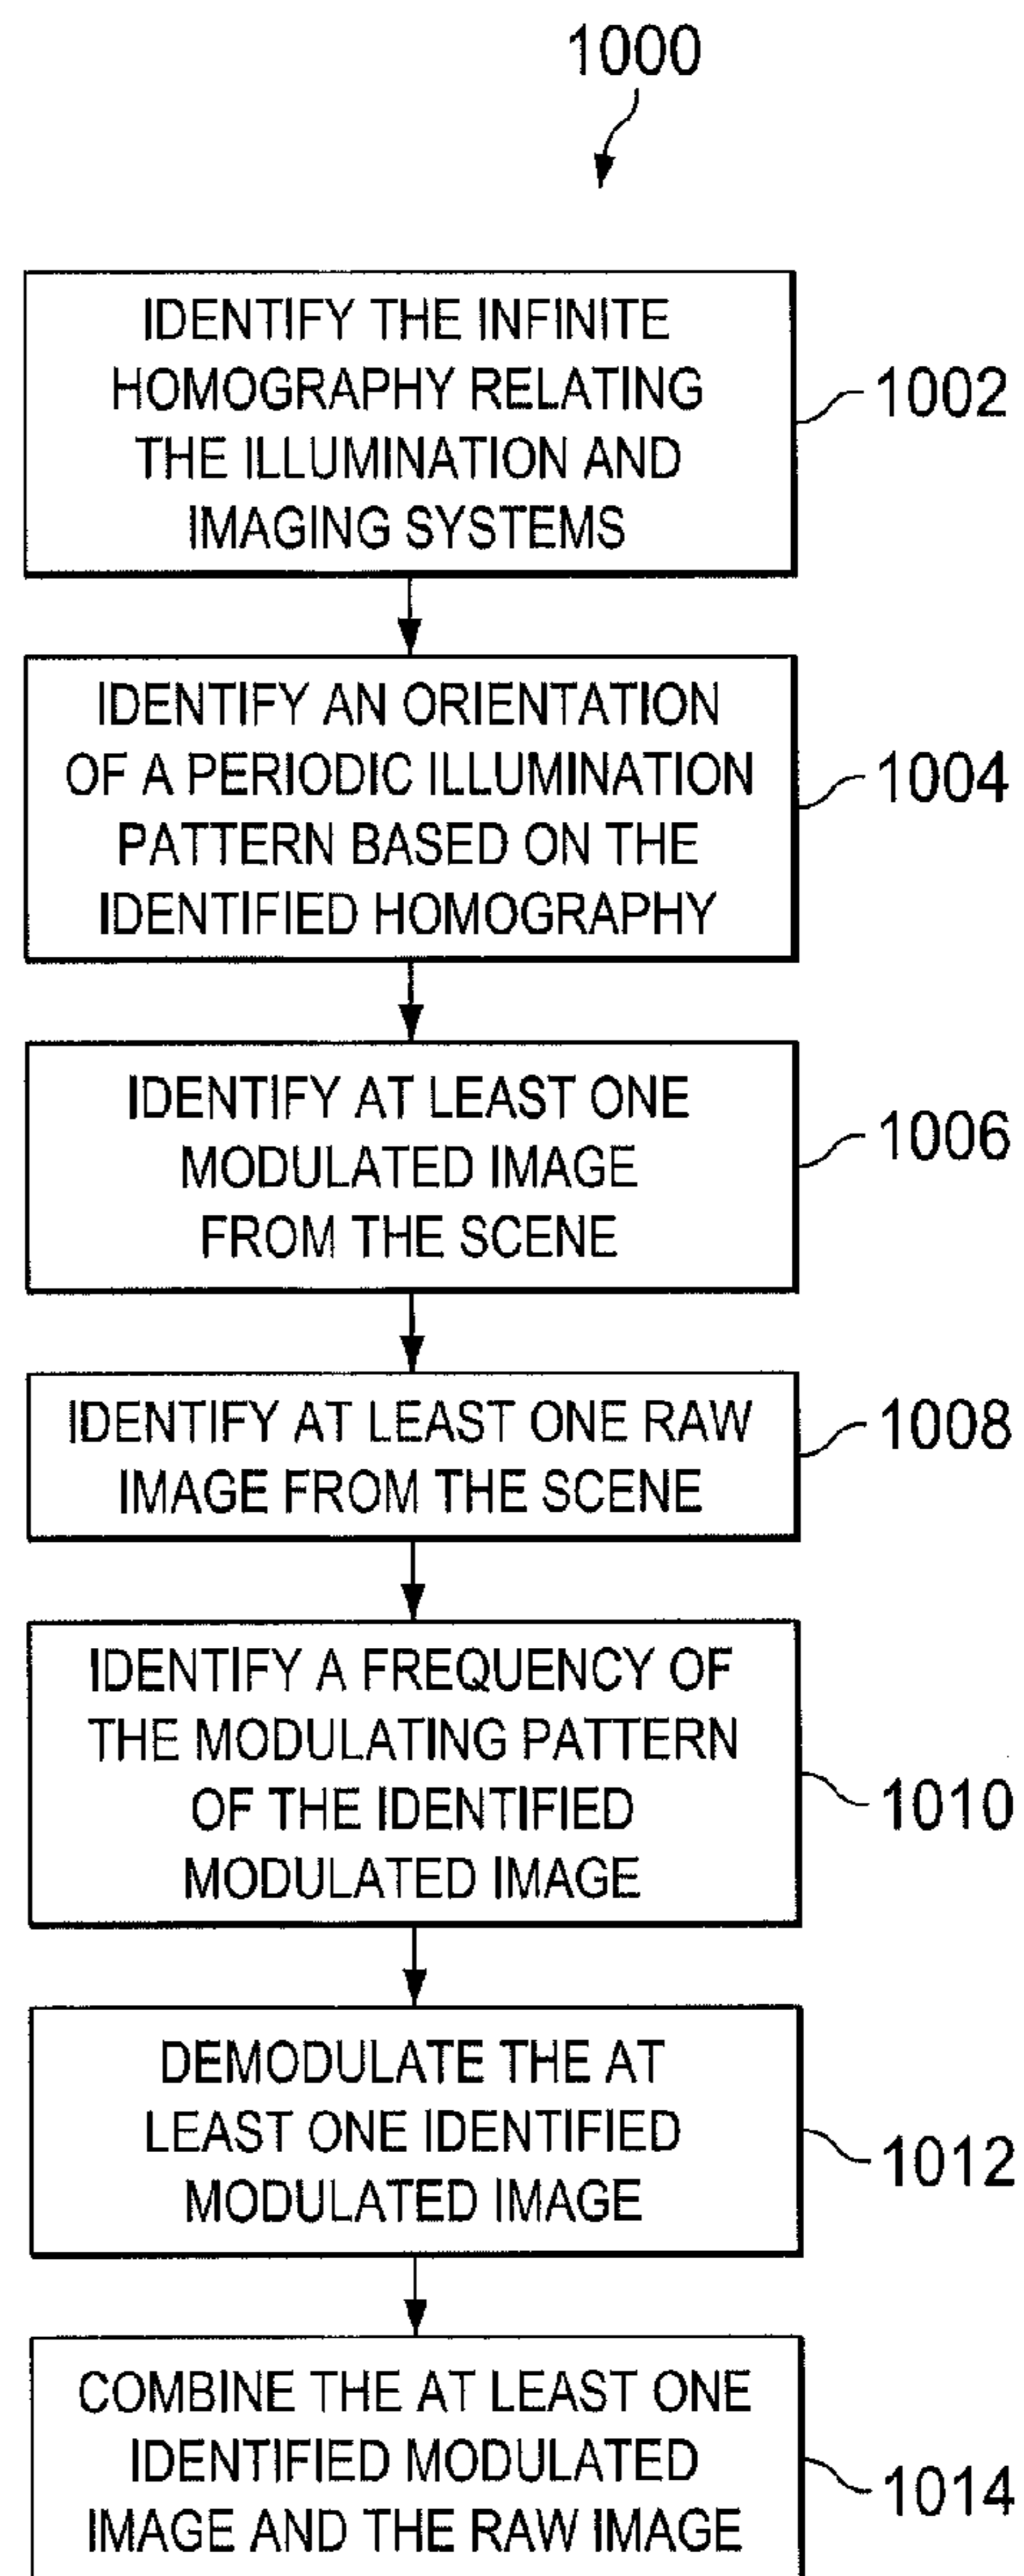 1000
IDENTIFY THE INFINITE
HOMOGRAPHY RELATING
THE ILLUMINATION AND
IMAGING SYSTEMS
1002
IDENTIFY AN ORIENTATION
OF A PERIODIC ILLUMINATION
PATTERN BASED ON THE
IDENTIFIED HOMOGRAPHY
1004
IDENTIFY AT LEAST ONE
MODULATED IMAGE
FROM THE SCENE
1006
IDENTIFY AT LEAST ONE RAW
IMAGE FROM THE SCENE
1008
IDENTIFY A FREQUENCY OF
THE MODULATING PATTERN
OF THE IDENTIFIED
MODULATED IMAGE
1010
DEMODULATE THE AT
LEAST ONE IDENTIFIED
MODULATED IMAGE
1012
COMBINE THE AT LEAST ONE
IDENTIFIED MODULATED
IMAGE AND THE RAW IMAGE
1014